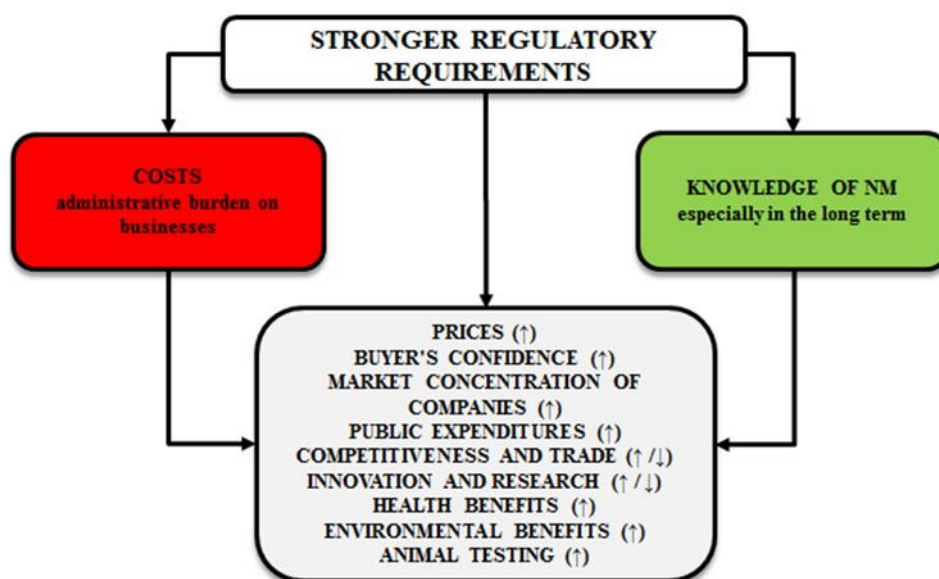 STRONGER REGULATORY
REQUIREMENTS
COSTS
administrative burden on
businesses
KNOWLEDGE OF NM
especially in the long term
PRICES (↑)
BUYER'S CONFIDENCE (↑)
MARKET CONCENTRATION OF
COMPANIES (↑)
PUBLIC EXPENDITURES (↑)
COMPETITIVENESS AND TRADE (↑ /↓)
INNOVATION AND RESEARCH (↑ / ↓)
HEALTH BENEFITS (↑)
ENVIRONMENTAL BENEFITS (↑)
ANIMAL TESTING (↑)